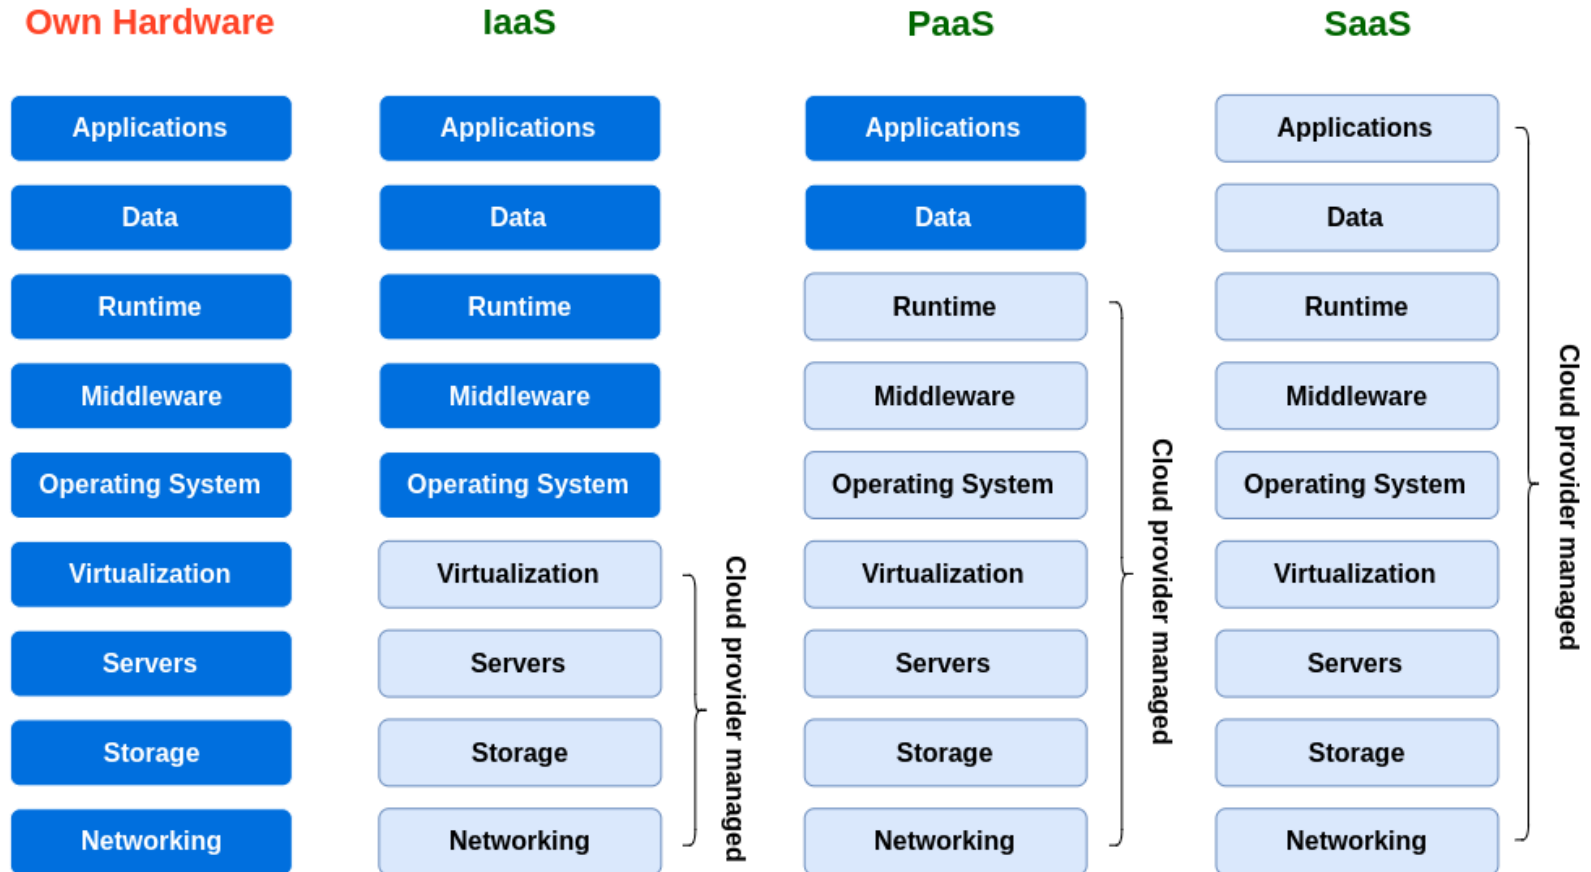 Own Hardware
IaaS
PaaS
SaaS
Applications
Applications
Applications
Applications
Data
Data
Data
Data
Runtime
Runtime
Runtime
Runtime
Middleware
Middleware
Middleware
Middleware
Operating System
Operating System
Operating System
Operating System
Virtualization
Virtualization
Virtualization
Virtualization
Servers
Servers
Servers
Servers
Storage
Storage
Storage
Storage
Networking
Networking
Networking
Networking
Cloud provider managed
Cloud provider managed
Cloud provider managed